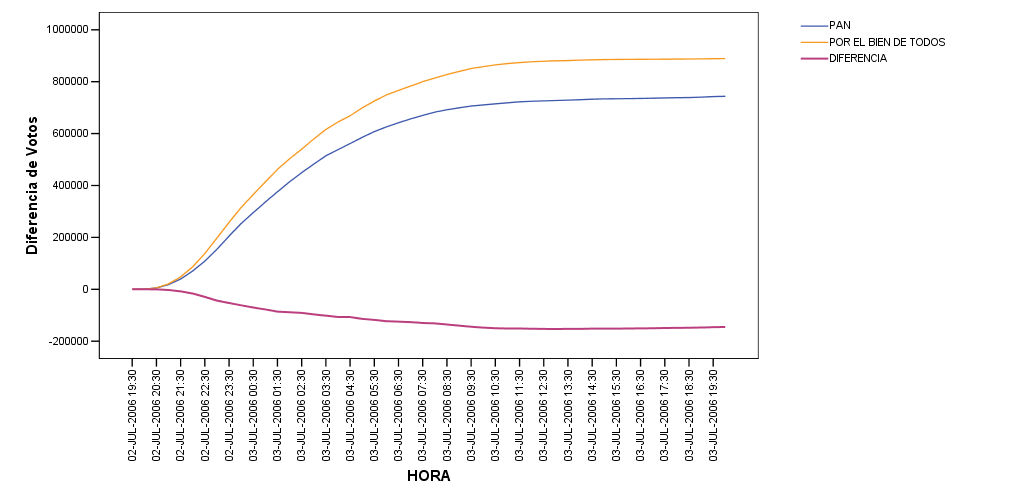 1000000
800000
600000
400000
200000
0
-200000
Diferencia de Votos
02-JUL-2006 19:30
02-JUL-2006 20:30
02-JUL-2006 21:30
02-JUL-2006 22:30
02-JUL-2006 23:30
03-JUL-2006 00:30
03-JUL-2006 01:30
03-JUL-2006 02:30
03-JUL-2006 03:30
03-JUL-2006 04:30
03-JUL-2006 05:30
03-JUL-2006 06:30
03-JUL-2006 07:30
03-JUL-2006 08:30
03-JUL-2006 09:30
03-JUL-2006 10:30
03-JUL-2006 11:30
03-JUL-2006 12:30
03-JUL-2006 13:30
03-JUL-2006 14:30
03-JUL-2006 15:30
03-JUL-2006 16:30
03-JUL-2006 17:30
03-JUL-2006 18:30
03-JUL-2006 19:30
HORA
PAN
POR EL BIEN DE TODOS
DIFERENCIA